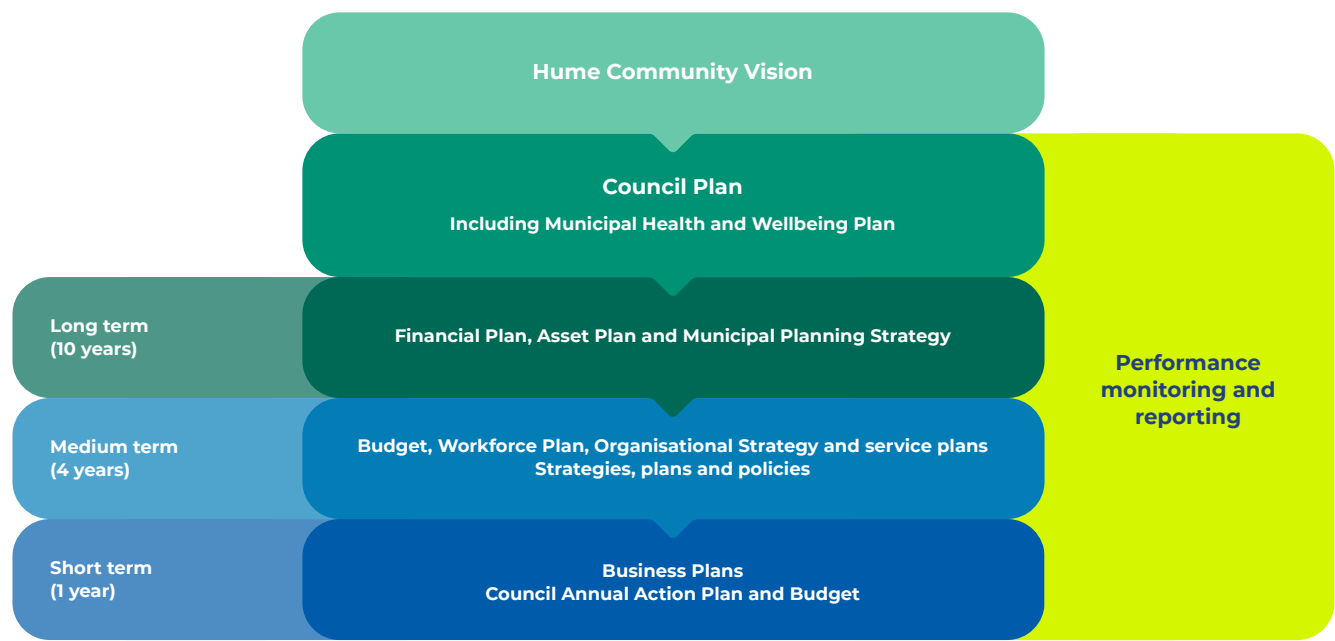 Hume Community Vision
Council Plan
Including Municipal Health and Wellbeing Plan
Long term
(10 years)
Financial Plan, Asset Plan and Municipal Planning Strategy
Performance
monitoring and
reporting
Medium term
(4 years)
Budget, Workforce Plan, Organisational Strategy and service plans
Strategies, plans and policies
Short term
(1 year)
Business Plans
Council Annual Action Plan and Budget